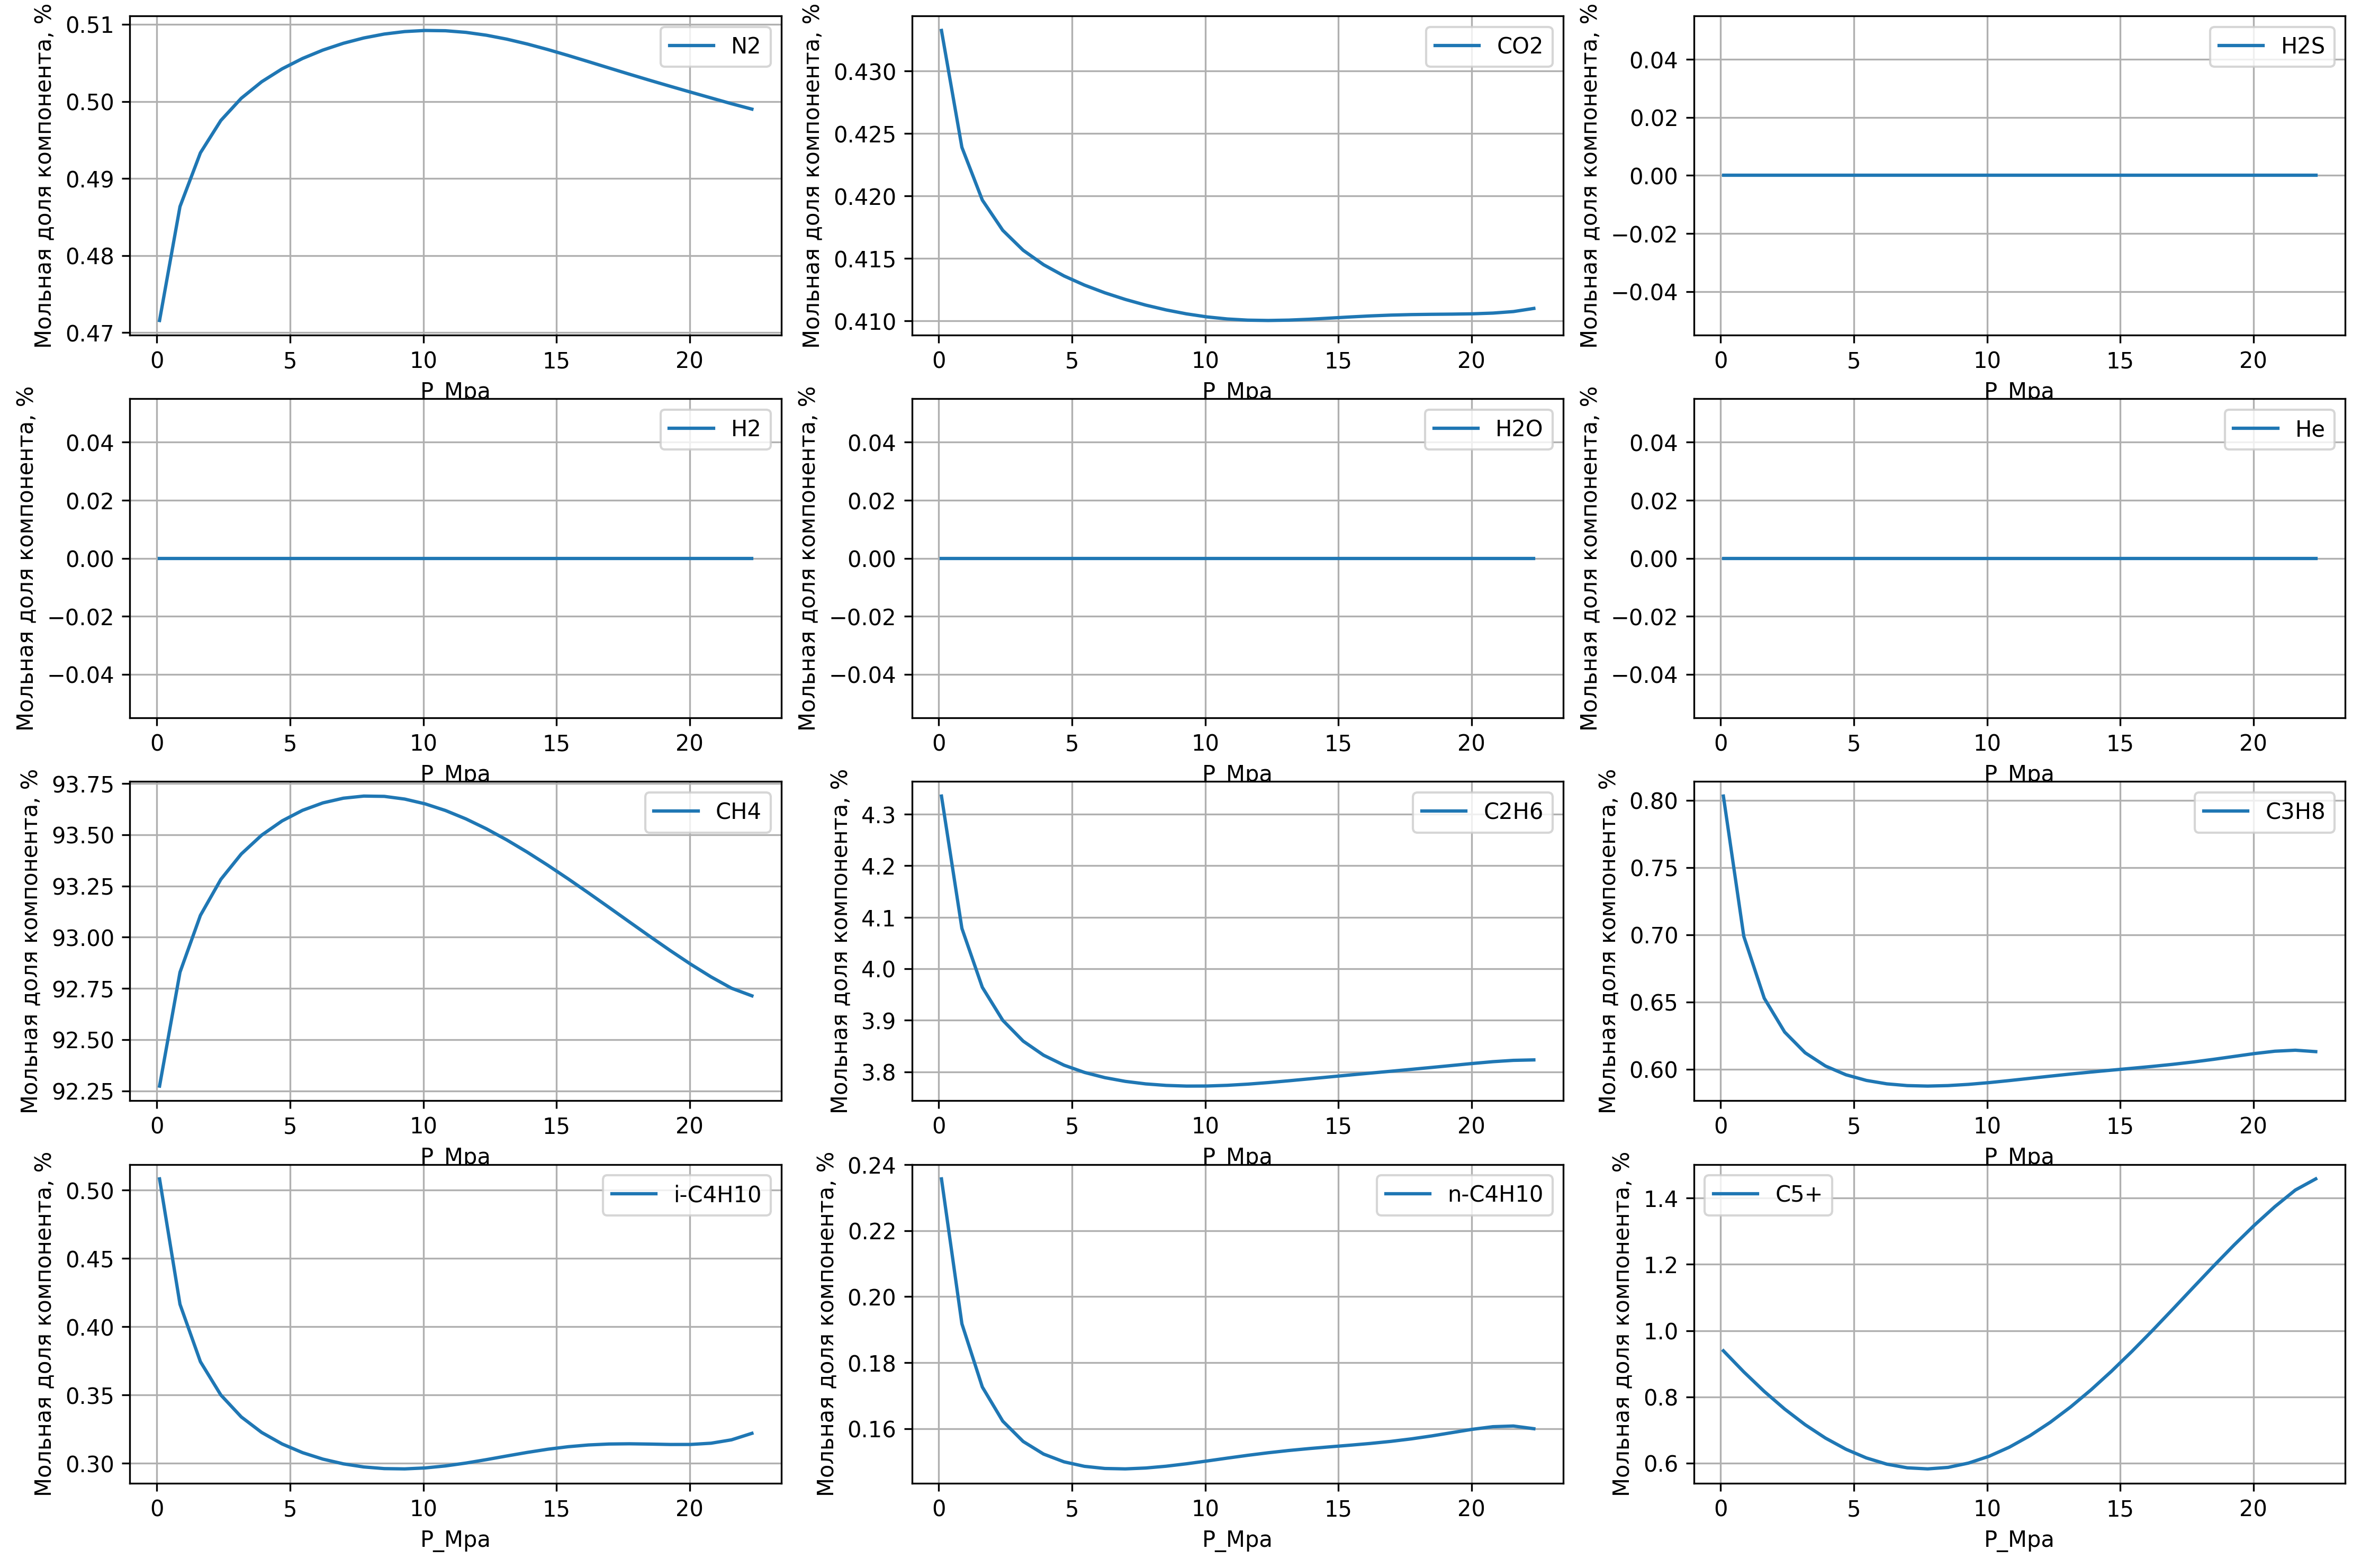 Мольная доля компонента, %
0.51
0.50
0.49
0.48
0.47
N2
0 5 10 15 20
P_Mpa
Мольная доля компонента, %
0.430
0.425
0.420
0.415
0.410
CO2
0 5 10 15 20
P_Mpa
Мольная доля компонента, %
0.04
0.02
0.00
−0.02
−0.04
H2S
0 5 10 15 20
P_Mpa
Мольная доля компонента, %
0.04
0.02
0.00
−0.02
−0.04
H2
0 5 10 15 20
P_Mpa
Мольная доля компонента, %
0.04
0.02
0.00
−0.02
−0.04
H2O
0 5 10 15 20
P_Mpa
Мольная доля компонента, %
0.04
0.02
0.00
−0.02
−0.04
He
0 5 10 15 20
P_Mpa
Мольная доля компонента, %
93.75
93.50
93.25
93.00
92.75
92.50
92.25
CH4
0 5 10 15 20
P_Mpa
Мольная доля компонента, %
4.3
4.2
4.1
4.0
3.9
3.8
C2H6
0 5 10 15 20
P_Mpa
Мольная доля компонента, %
0.80
0.75
0.70
0.65
0.60
C3H8
0 5 10 15 20
P_Mpa
Мольная доля компонента, %
0.50
0.45
0.40
0.35
0.30
i-C4H10
0 5 10 15 20
P_Mpa
Мольная доля компонента, %
0.24
0.22
0.20
0.18
0.16
n-C4H10
0 5 10 15 20
P_Mpa
Мольная доля компонента, %
1.4
1.2
1.0
0.8
0.6
C5+
0 5 10 15 20
P_Mpa